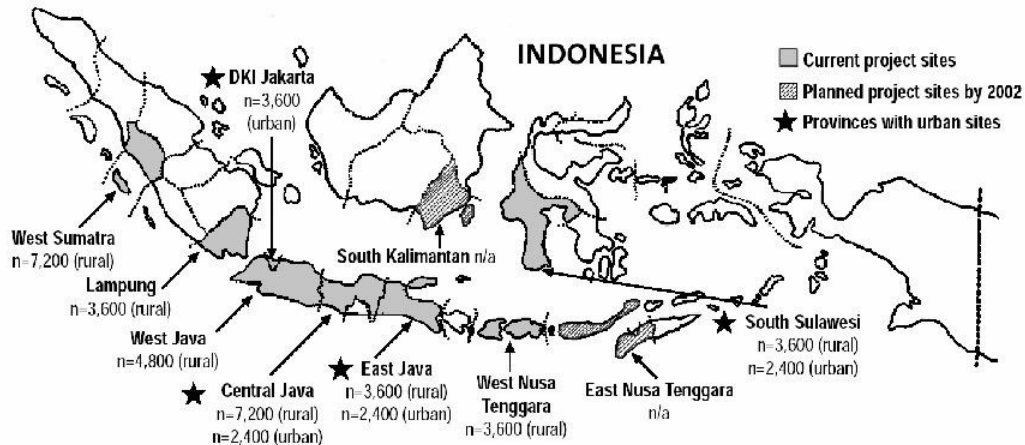 INDONESIA
Current project sites
Planned project sites by 2002
Provinces with urban sites
DKI Jakarta
n=3,600
(urban)
West Sumatra
n=7,200 (rural)
Lampung
n=3,600 (rural)
West Java
n=4,800 (rural)
Central Java
n=7,200 (rural)
n=2,400 (urban)
East Java
n=3,600 (rural)
n=2,400 (urban)
South Kalimantan n/a
West Nusa
Tenggara
n=3,600 (rural)
East Nusa Tenggara
n/a
South Sulawesi
n=3,600 (rural)
n=2,400 (urban)